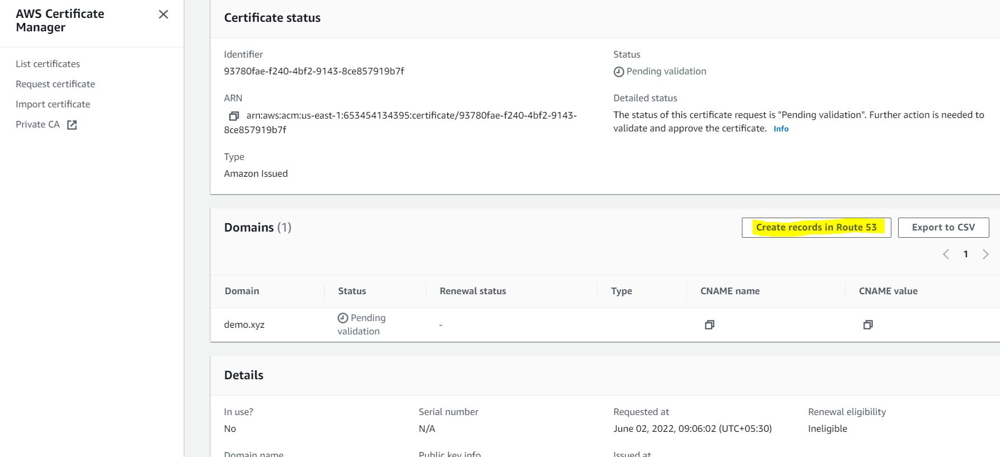 AWS Certificate
Manager
List certificates
Request certificate
Import certificate
Private CA
Certificate status
Identifier
93780fae-f240-4bf2-9143-8ce857919b7f
Status
Pending validation
ARN
arn:aws:acm:us-east-1:653454134395:certificate/93780fae-f240-4bf2-9143-
8ce857919b7f
Detailed status
The status of this certificate request is "Pending validation". Further action is needed to
validate and approve the certificate. Info
Type
Amazon Issued
Domains (1)
Create records in Route 53
Export to CSV
1
Domain Status Renewal status Type CNAME name CNAME value
demo.xyz Pending
validation -
Details
In use? Serial number Requested at Renewal eligibility
No N/A June 02, 2022, 09:06:02 (UTC+05:30) Ineligible
Domain name Public key info Issued at